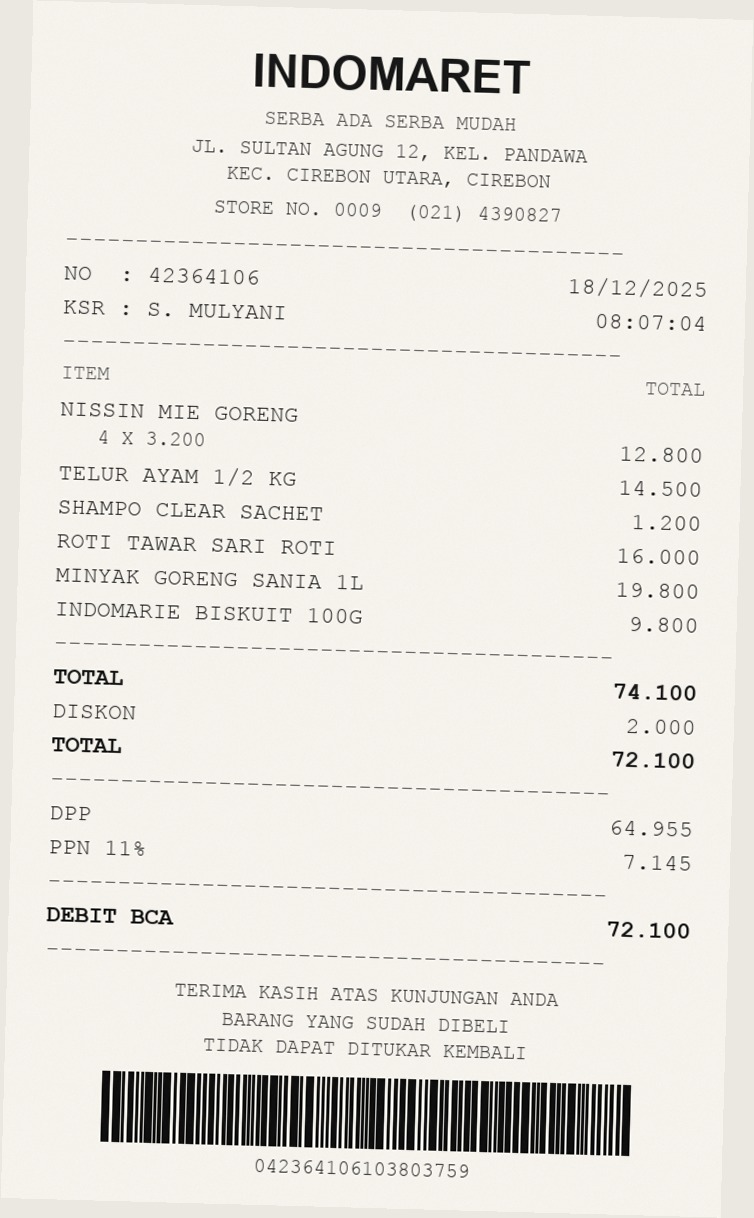 INDOMARET
SERBA ADA SERBA MUDAH
JL. SULTAN AGUNG 12, KEL. PANDAWA
KEC. CIREBON UTARA, CIREBON
STORE NO. 0009 (021) 4390827
NO : 42364106 18/12/2025
KSR : S. MULYANI 08:07:04
ITEM TOTAL
NISSIN MIE GORENG
4 X 3.200 12.800
TELUR AYAM 1/2 KG 14.500
SHAMPO CLEAR SACHET 1.200
ROTI TAWAR SARI ROTI 16.000
MINYAK GORENG SANIA 1L 19.800
INDOMARIE BISKUIT 100G 9.800
TOTAL 74.100
DISKON 2.000
TOTAL 72.100
DPP 64.955
PPN 11% 7.145
DEBIT BCA 72.100
TERIMA KASIH ATAS KUNJUNGAN ANDA
BARANG YANG SUDAH DIBELI
TIDAK DAPAT DITUKAR KEMBALI
042364106103803759